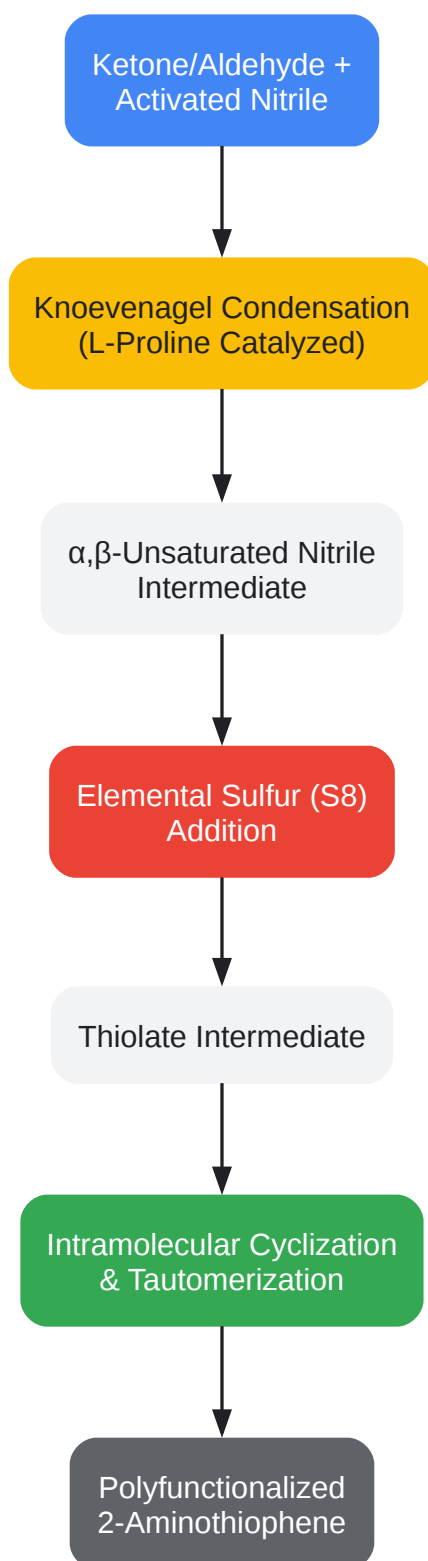 Ketone/Aldehyde +
Activated Nitrile
Knoevenagel Condensation
(L-Proline Catalyzed)
α,β-Unsaturated Nitrile
Intermediate
Elemental Sulfur (S8)
Addition
Thiolate Intermediate
Intramolecular Cyclization
& Tautomerization
Polyfunctionalized
2-Aminothiophene